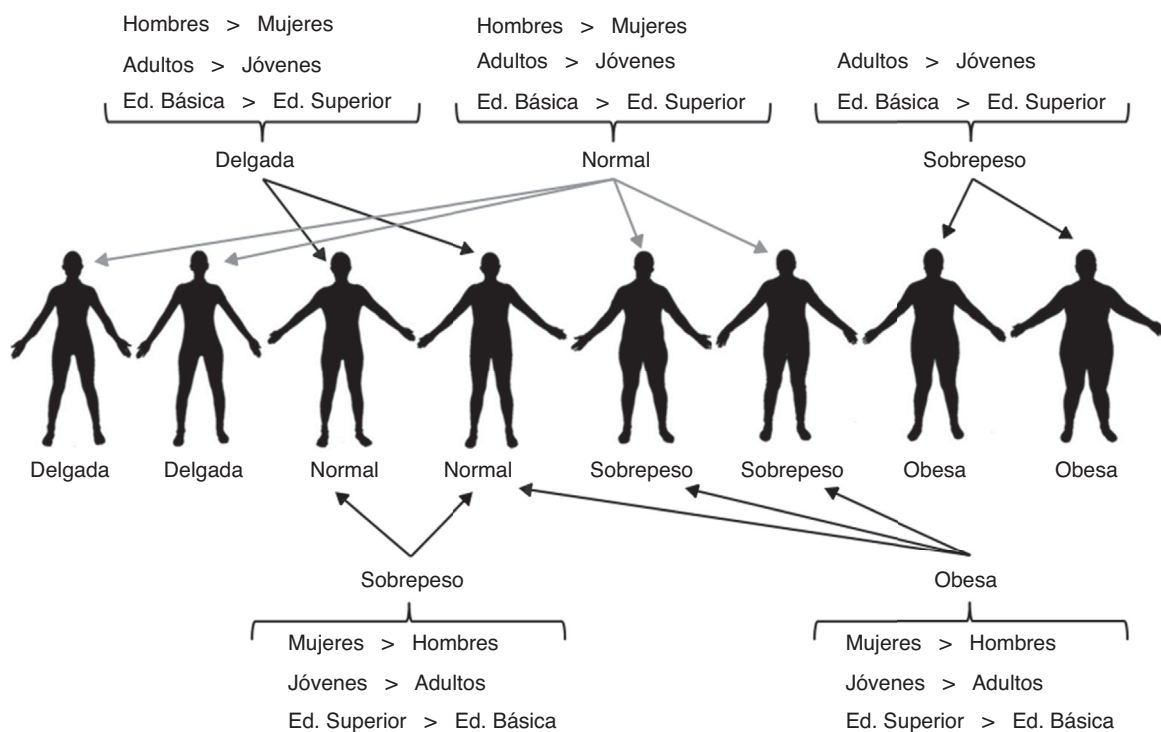 Hombres > Mujeres
Adultos > Jóvenes
Ed. Básica > Ed. Superior
Delgada
Hombres > Mujeres
Adultos > Jóvenes
Ed. Básica > Ed. Superior
Normal
Adultos > Jóvenes
Ed. Básica > Ed. Superior
Sobrepeso
Delgada Delgada Normal Normal Sobrepeso Sobrepeso Obesa Obesa
Sobrepeso
Mujeres > Hombres
Jóvenes > Adultos
Ed. Superior > Ed. Básica
Obesa
Mujeres > Hombres
Jóvenes > Adultos
Ed. Superior > Ed. Básica